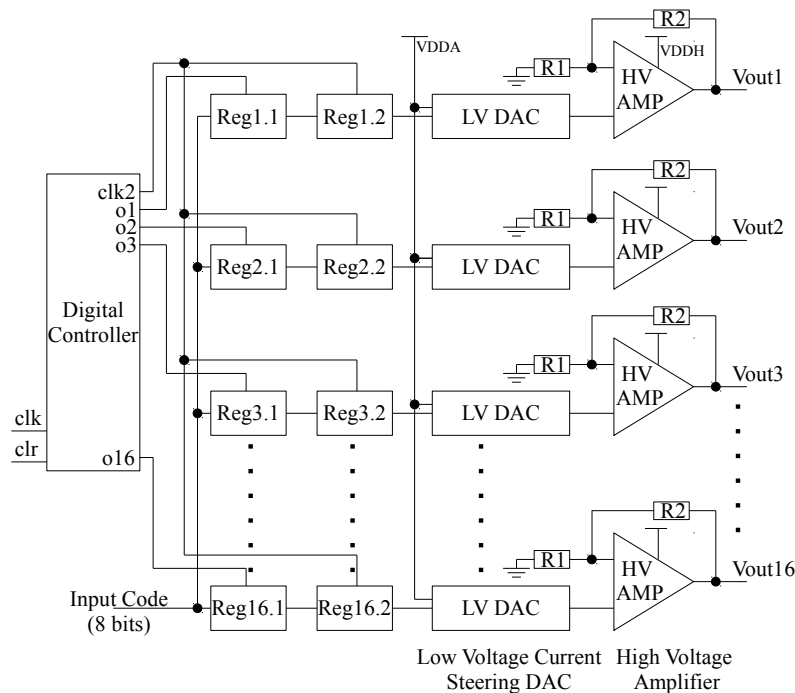 R2
VDDA
VDDH
R1
HV
AMP
Vout1
Reg1.1
Reg1.2
LV DAC
clk2
o1
o2
o3
R2
R1
HV
AMP
Vout2
Reg2.1
Reg2.2
LV DAC
Digital
Controller
R2
R1
HV
AMP
Vout3
Reg3.1
Reg3.2
LV DAC
clk
clr
o16
R2
R1
HV
AMP
Vout16
Input Code
(8 bits)
Reg16.1
Reg16.2
LV DAC
Low Voltage Current
Steering DAC
High Voltage
Amplifier